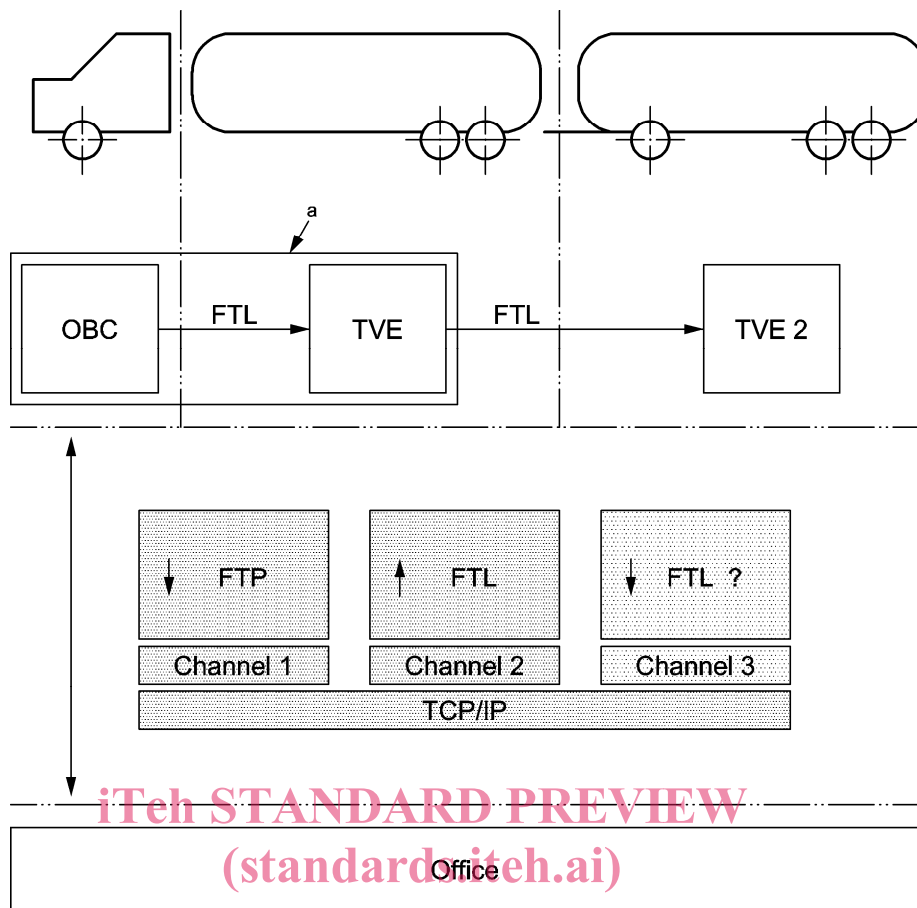 a
OBC
FTL
TVE
FTL
TVE 2
FTP
FTL
FTL ?
Channel 1
Channel 2
Channel 3
TCP/IP
iTeh STANDARD PREVIEW
(standards.iteh.ai)
Office